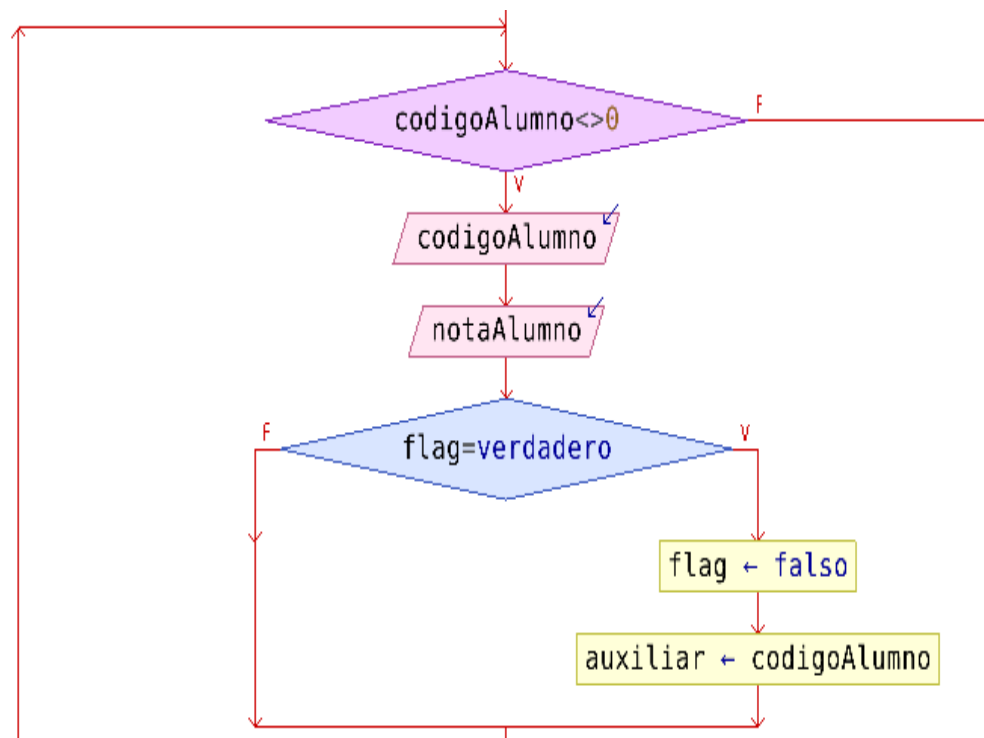 codigoAlumno<>0
F
V
codigoAlumno
notaAlumno
F
flag=verdadero
V
flag ← falso
auxiliar ← codigoAlumno